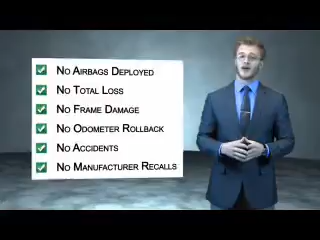 No Airbags Deployed
No Total Loss
No Frame Damage
No Odometer Rollback
No Accidents
No Manufacturer Recalls